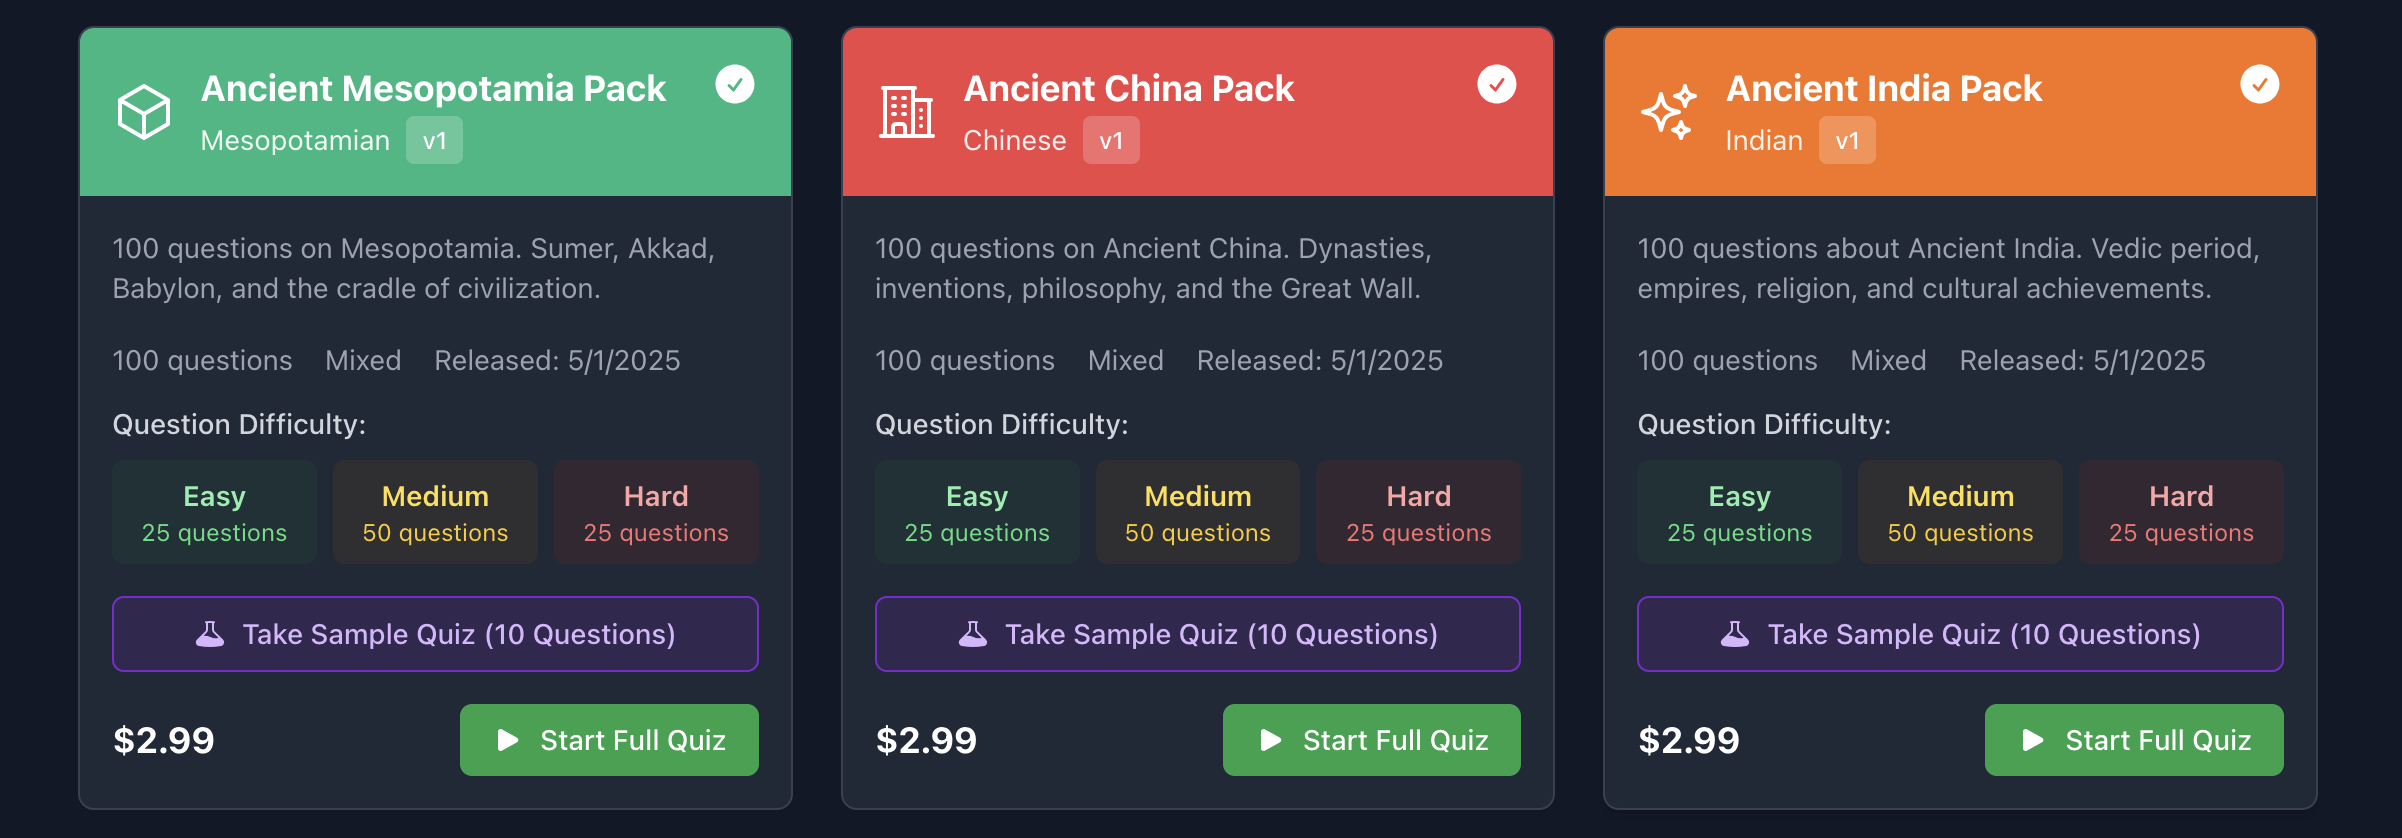 Ancient Mesopotamia Pack
Mesopotamian v1
100 questions on Mesopotamia. Sumer, Akkad,
Babylon, and the cradle of civilization.
100 questions Mixed Released: 5/1/2025
Question Difficulty:
Easy Medium Hard
25 questions 50 questions 25 questions
Take Sample Quiz (10 Questions)
$2.99 Start Full Quiz
Ancient China Pack
Chinese v1
100 questions on Ancient China. Dynasties,
inventions, philosophy, and the Great Wall.
100 questions Mixed Released: 5/1/2025
Question Difficulty:
Easy Medium Hard
25 questions 50 questions 25 questions
Take Sample Quiz (10 Questions)
$2.99 Start Full Quiz
Ancient India Pack
Indian v1
100 questions about Ancient India. Vedic period,
empires, religion, and cultural achievements.
100 questions Mixed Released: 5/1/2025
Question Difficulty:
Easy Medium Hard
25 questions 50 questions 25 questions
Take Sample Quiz (10 Questions)
$2.99 Start Full Quiz